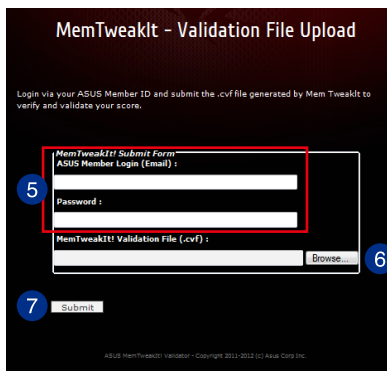 MemTweakIt - Validation File Upload
Login via your ASUS Member ID and submit the .cvf file generated by Mem TweakIt to
verify and validate your score.
MemTweakIt! Submit Form
ASUS Member Login (Email) :
5
Password :
MemTweakIt! Validation File (.cvf) :
Browse... 6
7 Submit
ASUS MemTweakIt! Validator - Copyright 2011-2012 (c) Asus Corp Inc.